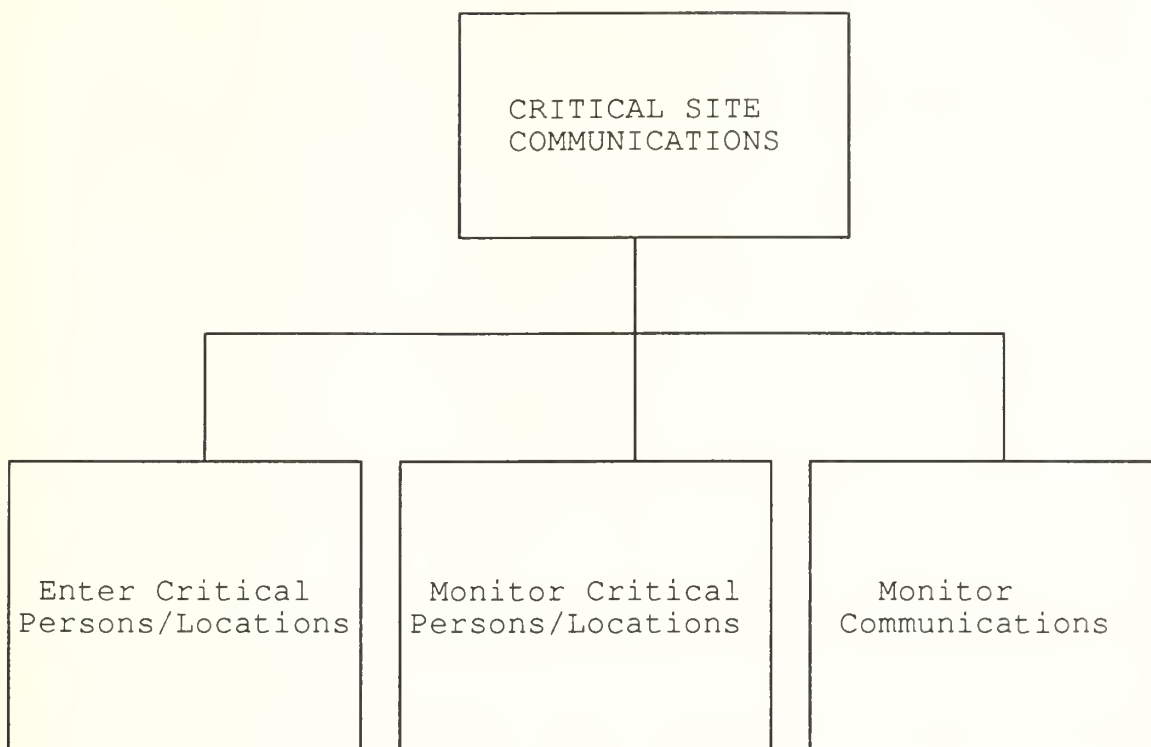 CRITICAL SITE
COMMUNICATIONS
Enter Critical
Persons/Locations
Monitor Critical
Persons/Locations
Monitor
Communications